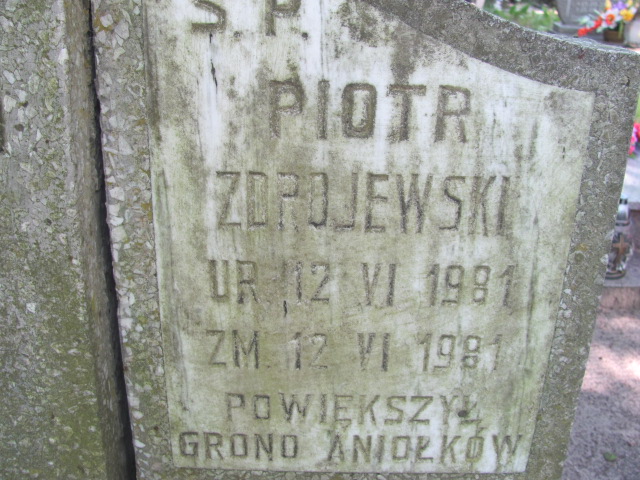 Ś.P.
PIOTR
ZDROJEWSKI
UR. 12 VI 1981
ZM. 12 VI 1981
POWIĘKSZYŁ
GRONO ANIOŁKÓW